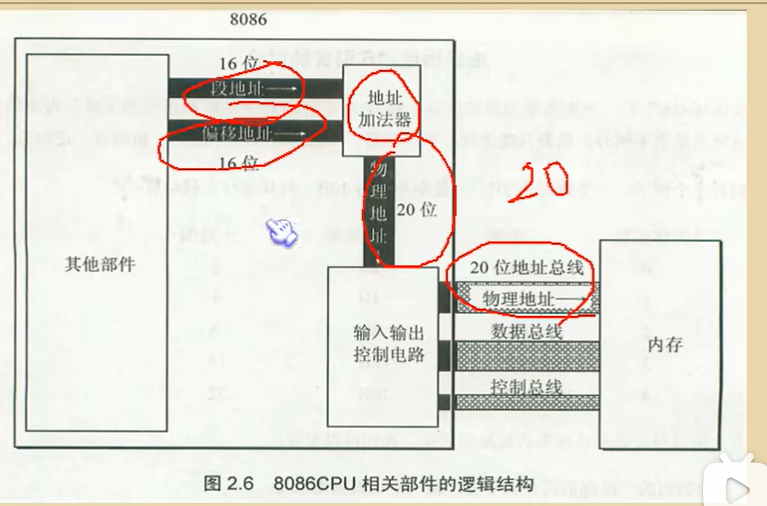 8086
16 位
段地址
偏移地址
16 位
地址
加法器
物理地址
20 位
20
其他部件
20 位地址总线
物理地址
输入输出
控制电路
数据总线
内存
控制总线
图 2.6 8086CPU 相关部件的逻辑结构